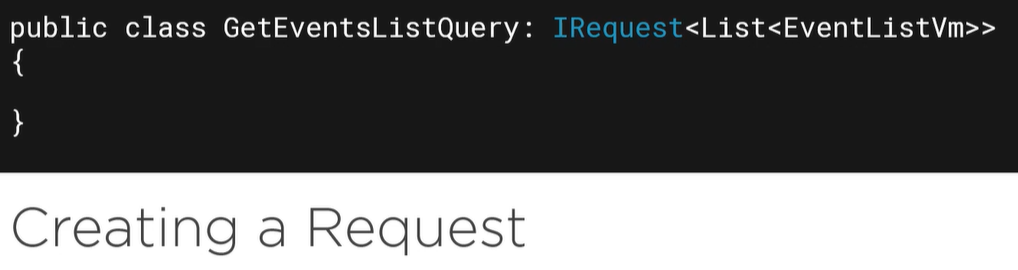 public class GetEventsListQuery: IRequest<List<EventListVm>>
{
}
Creating a Request